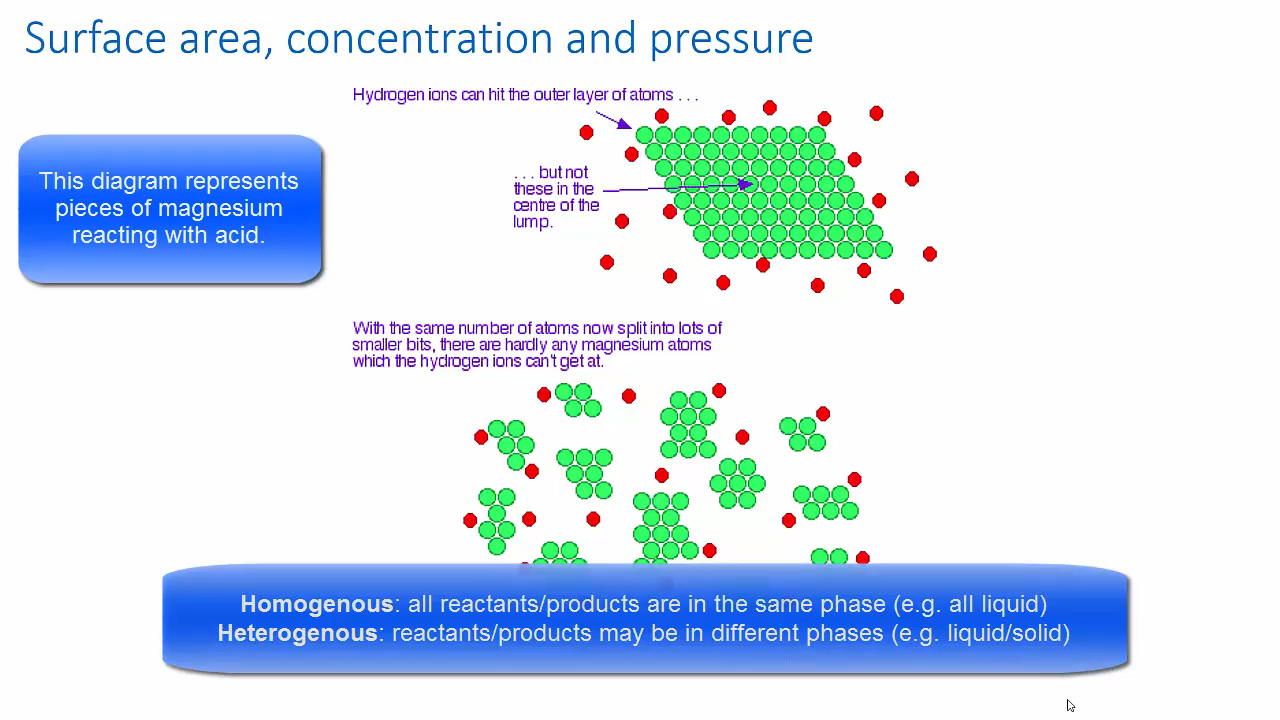 Surface area, concentration and pressure
Hydrogen ions can hit the outer layer of atoms . . .
This diagram represents
pieces of magnesium
reacting with acid.
. . . but not
these in the
centre of the
lump.
With the same number of atoms now split into lots of
smaller bits, there are hardly any magnesium atoms
which the hydrogen ions can't get at.
Homogenous: all reactants/products are in the same phase (e.g. all liquid)
Heterogenous: reactants/products may be in different phases (e.g. liquid/solid)